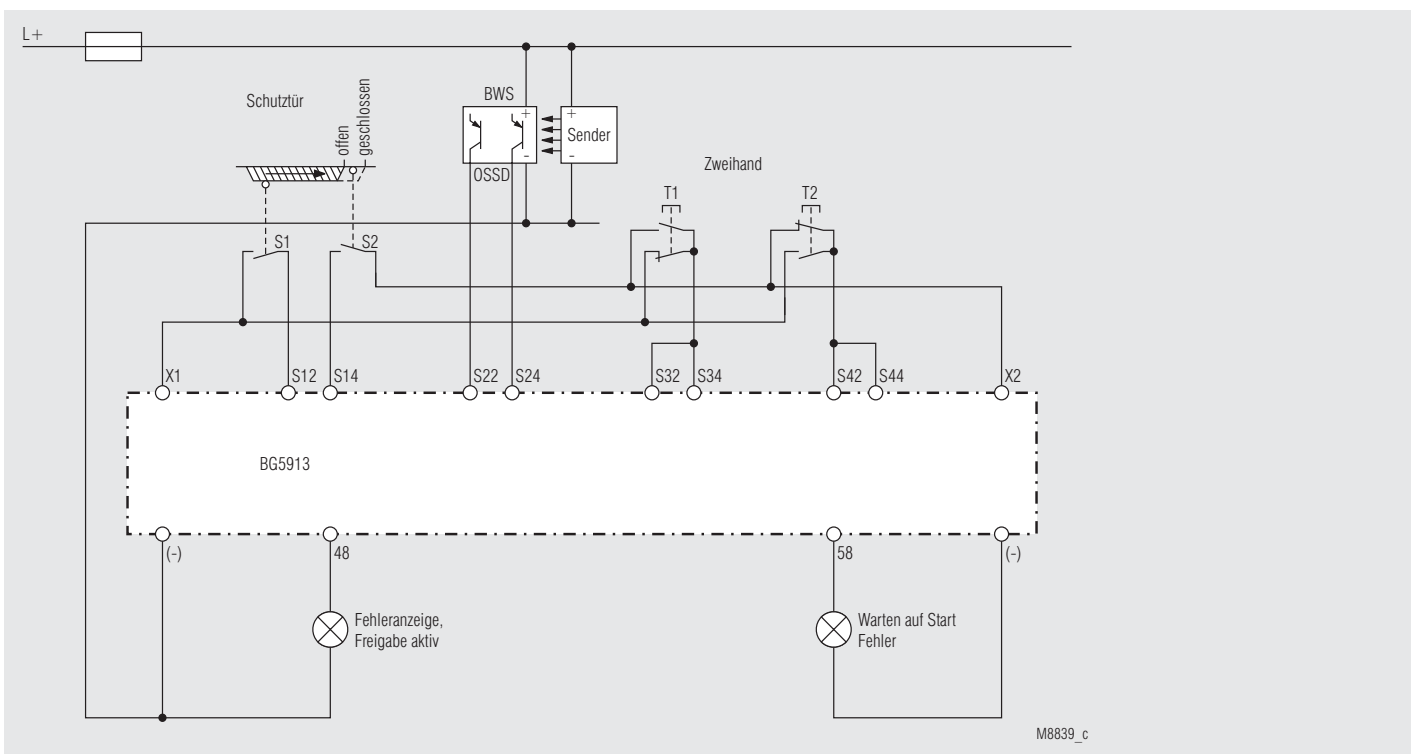 L+
Schutztür
offen
geschlossen
BWS
+
-
OSSD
+
Sender
-
Zweihand
T1
T2
S1
S2
X1
S12
S14
S22
S24
S32
S34
S42
S44
X2
BG5913
(-)
48
58
(-)
Fehleranzeige,
Freigabe aktiv
Warten auf Start
Fehler
M8839_c